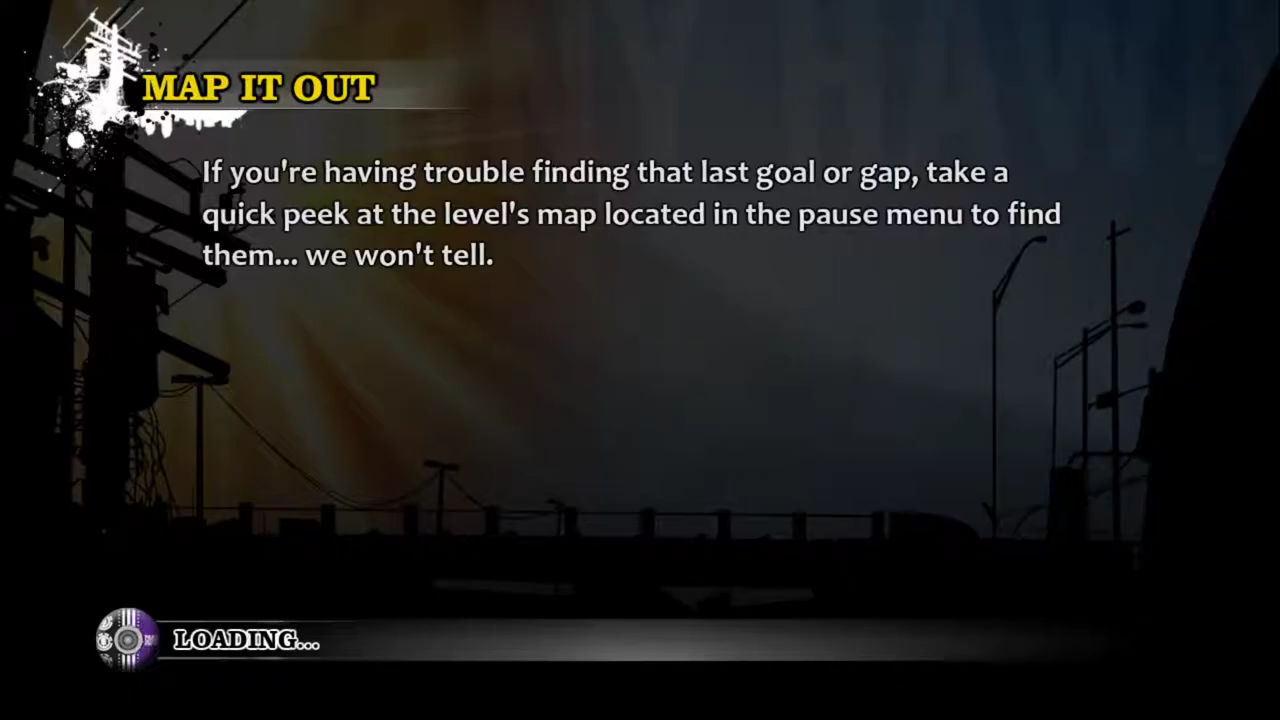 MAP IT OUT
If you're having trouble finding that last goal or gap, take a
quick peek at the level's map located in the pause menu to find
them... we won't tell.
LOADING...